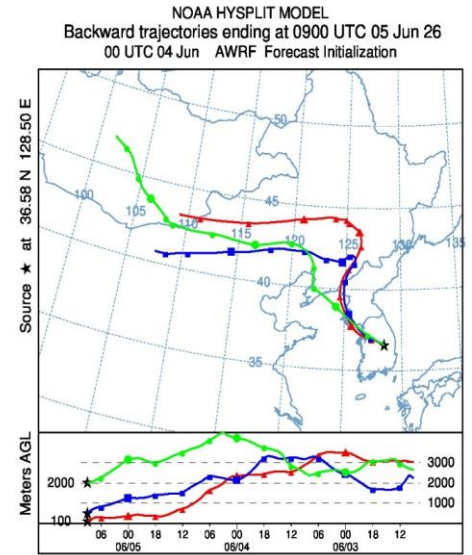 NOAA HYSPLIT MODEL
Backward trajectories ending at 0900 UTC 05 Jun 26
00 UTC 04 Jun AWRF Forecast Initialization
Source ★ at 36.58 N 128.50 E
50
45
100
105
110
115
120
125
130
135
40
35
Meters AGL
2000
1000
100
3000
2000
1000
06 00 18 12 06 00 18 12 06 00 18 12
06/05 06/04 06/03